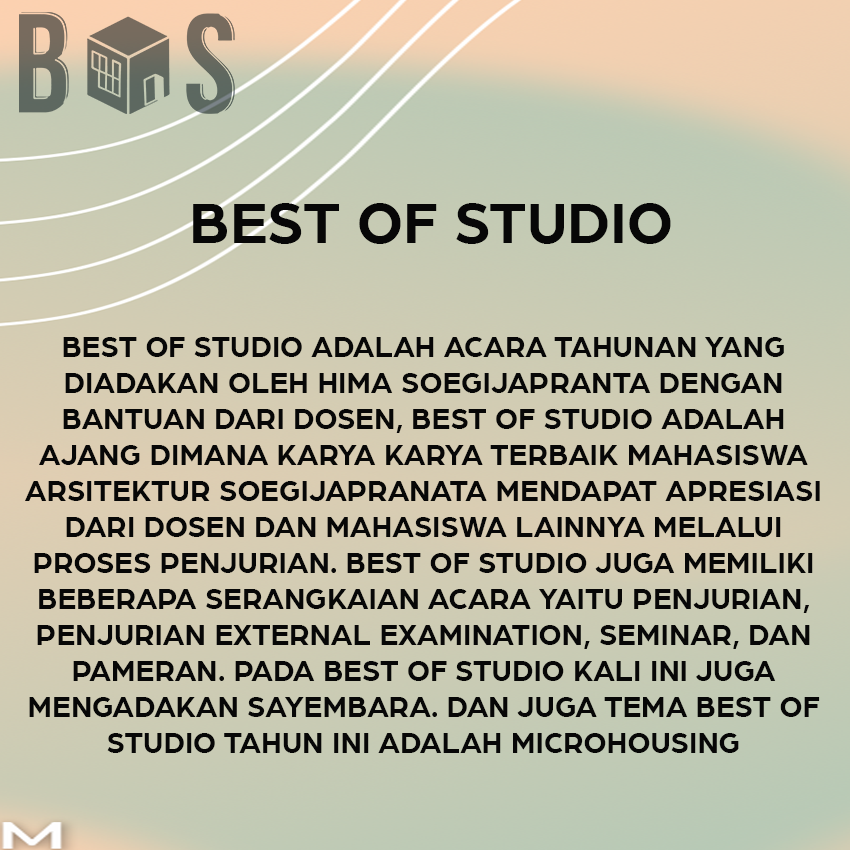 B S
BEST OF STUDIO
BEST OF STUDIO ADALAH ACARA TAHUNAN YANG
DIADAKAN OLEH HIMA SOEGIJAPRANTA DENGAN
BANTUAN DARI DOSEN, BEST OF STUDIO ADALAH
AJANG DIMANA KARYA KARYA TERBAIK MAHASISWA
ARSITEKTUR SOEGIJAPRANATA MENDAPAT APRESIASI
DARI DOSEN DAN MAHASISWA LAINNYA MELALUI
PROSES PENJURIAN. BEST OF STUDIO JUGA MEMILIKI
BEBERAPA SERANGKAIAN ACARA YAITU PENJURIAN,
PENJURIAN EXTERNAL EXAMINATION, SEMINAR, DAN
PAMERAN. PADA BEST OF STUDIO KALI INI JUGA
MENGADAKAN SAYEMBARA. DAN JUGA TEMA BEST OF
STUDIO TAHUN INI ADALAH MICROHOUSING
M